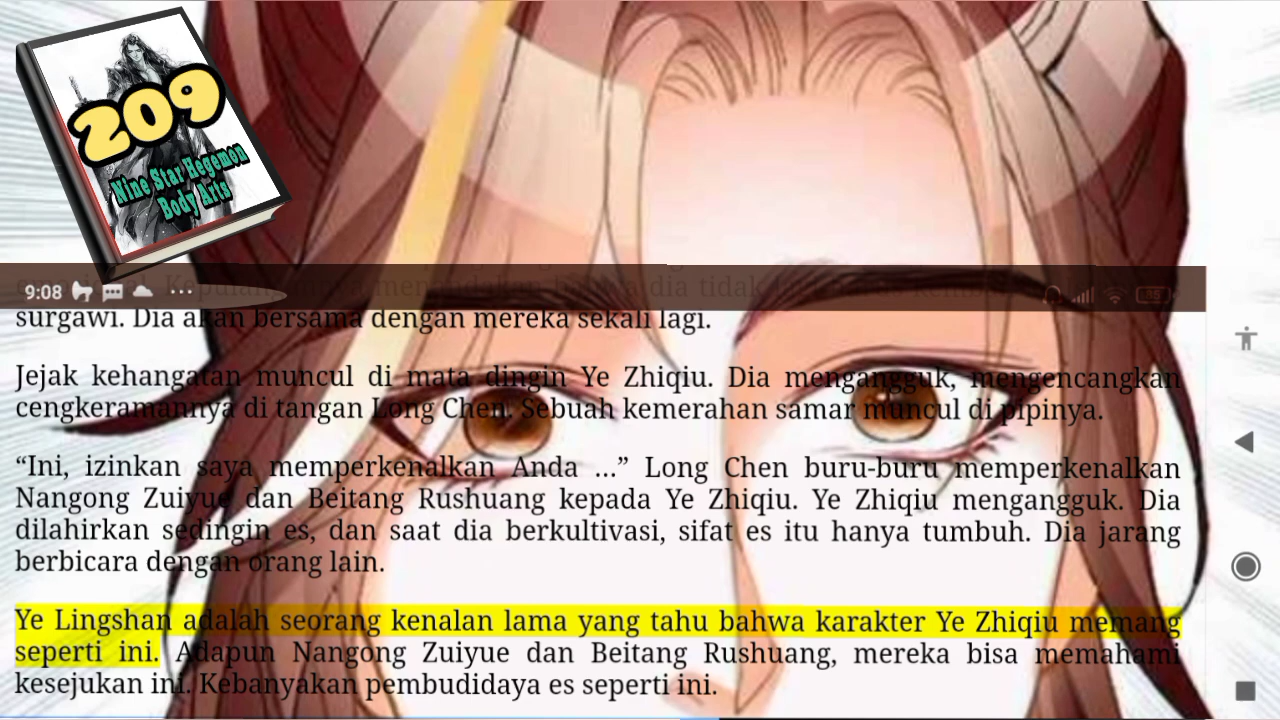 209
Nine Star Hegemon
Body Arts
9:08
35
surgawi. Dia akan bersama dengan mereka sekali lagi.
Jejak kehangatan muncul di mata dingin Ye Zhiqiu. Dia mengangguk, mengencangkan
cengkeramannya di tangan Long Chen. Sebuah kemerahan samar muncul di pipinya.
“Ini, izinkan saya memperkenalkan Anda ...” Long Chen buru-buru memperkenalkan
Nangong Zuiyue dan Beitang Rushuang kepada Ye Zhiqiu. Ye Zhiqiu mengangguk. Dia
dilahirkan sedingin es, dan saat dia berkultivasi, sifat es itu hanya tumbuh. Dia jarang
berbicara dengan orang lain.
Ye Lingshan adalah seorang kenalan lama yang tahu bahwa karakter Ye Zhiqiu memang
seperti ini. Adapun Nangong Zuiyue dan Beitang Rushuang, mereka bisa memahami
kesejukan ini. Kebanyakan pembudidaya es seperti ini.